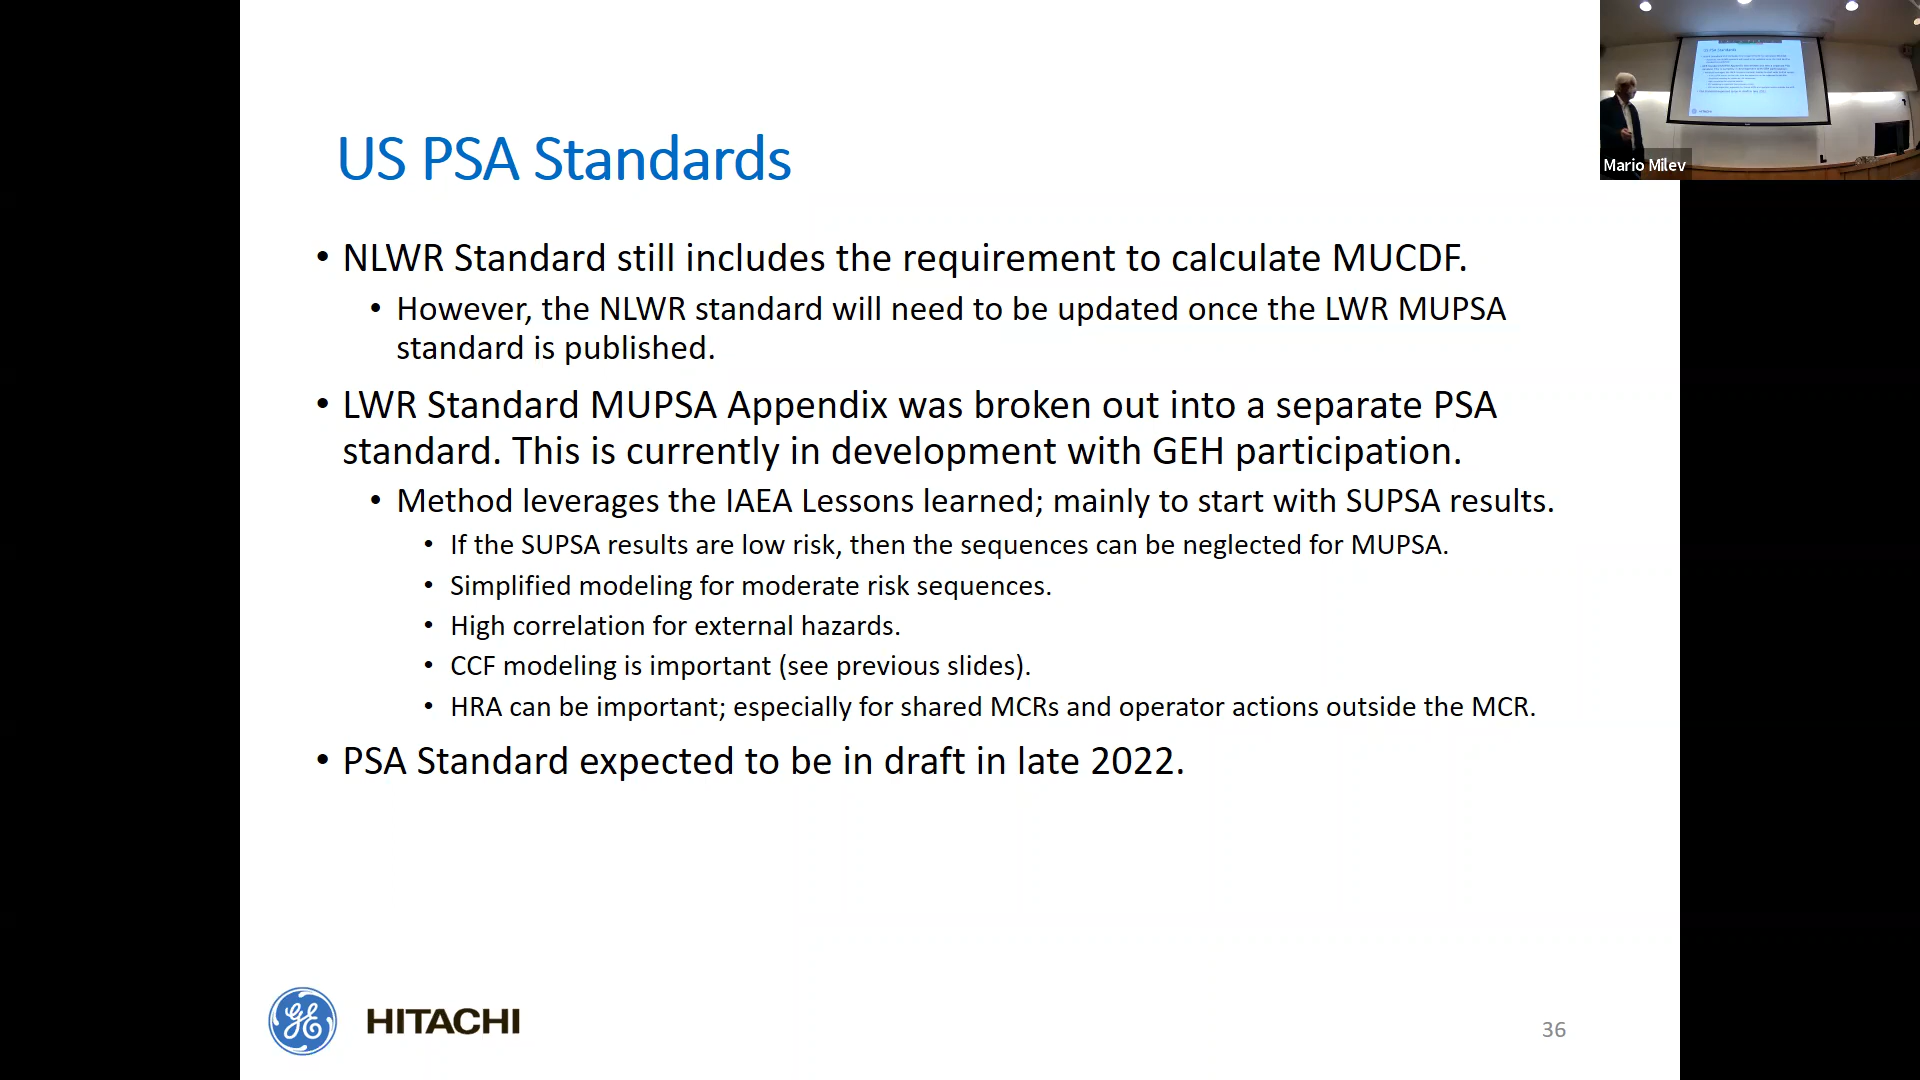 Mario Milev
US PSA Standards
• NLWR Standard still includes the requirement to calculate MUCDF.
• However, the NLWR standard will need to be updated once the LWR MUPSA
standard is published.
• LWR Standard MUPSA Appendix was broken out into a separate PSA
standard. This is currently in development with GEH participation.
• Method leverages the IAEA Lessons learned; mainly to start with SUPSA results.
• If the SUPSA results are low risk, then the sequences can be neglected for MUPSA.
• Simplified modeling for moderate risk sequences.
• High correlation for external hazards.
• CCF modeling is important (see previous slides).
• HRA can be important; especially for shared MCRs and operator actions outside the MCR.
• PSA Standard expected to be in draft in late 2022.
GE HITACHI
36